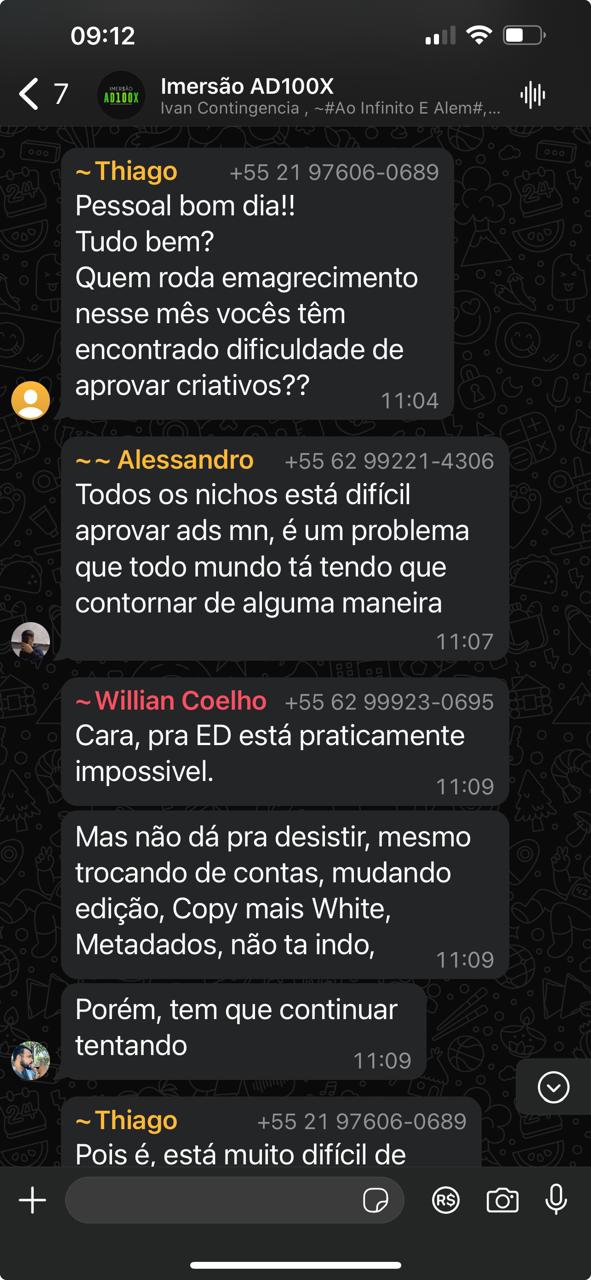 09:12
7
IMERSÃO
AD100X
Imersão AD100X
Ivan Contingencia , ~#Ao Infinito E Alem#,...
~Thiago +55 21 97606-0689
Pessoal bom dia!!
Tudo bem?
Quem roda emagrecimento
nesse mês vocês têm
encontrado dificuldade de
aprovar criativos??
11:04
~~ Alessandro +55 62 99221-4306
Todos os nichos está difícil
aprovar ads mn, é um problema
que todo mundo tá tendo que
contornar de alguma maneira
11:07
~Willian Coelho +55 62 99923-0695
Cara, pra ED está praticamente
impossivel.
11:09
Mas não dá pra desistir, mesmo
trocando de contas, mudando
edição, Copy mais White,
Metadados, não ta indo,
11:09
Porém, tem que continuar
tentando
11:09
~Thiago +55 21 97606-0689
Pois é, está muito difícil de
R$